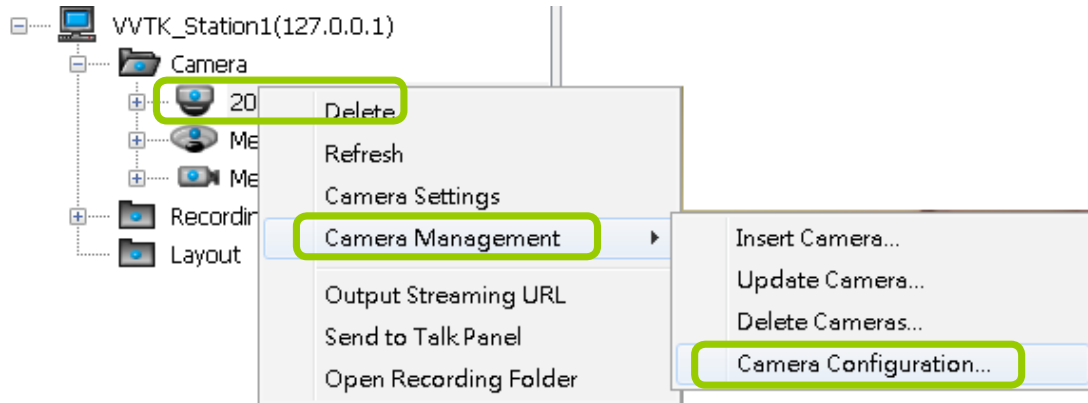 VVTK_Station1(127.0.0.1)
Camera
20
Delete
Me
Refresh
Me
Camera Settings
Recordin
Camera Management
Insert Camera...
Layout
Update Camera...
Output Streaming URL
Delete Cameras...
Send to Talk Panel
Camera Configuration...
Open Recording Folder